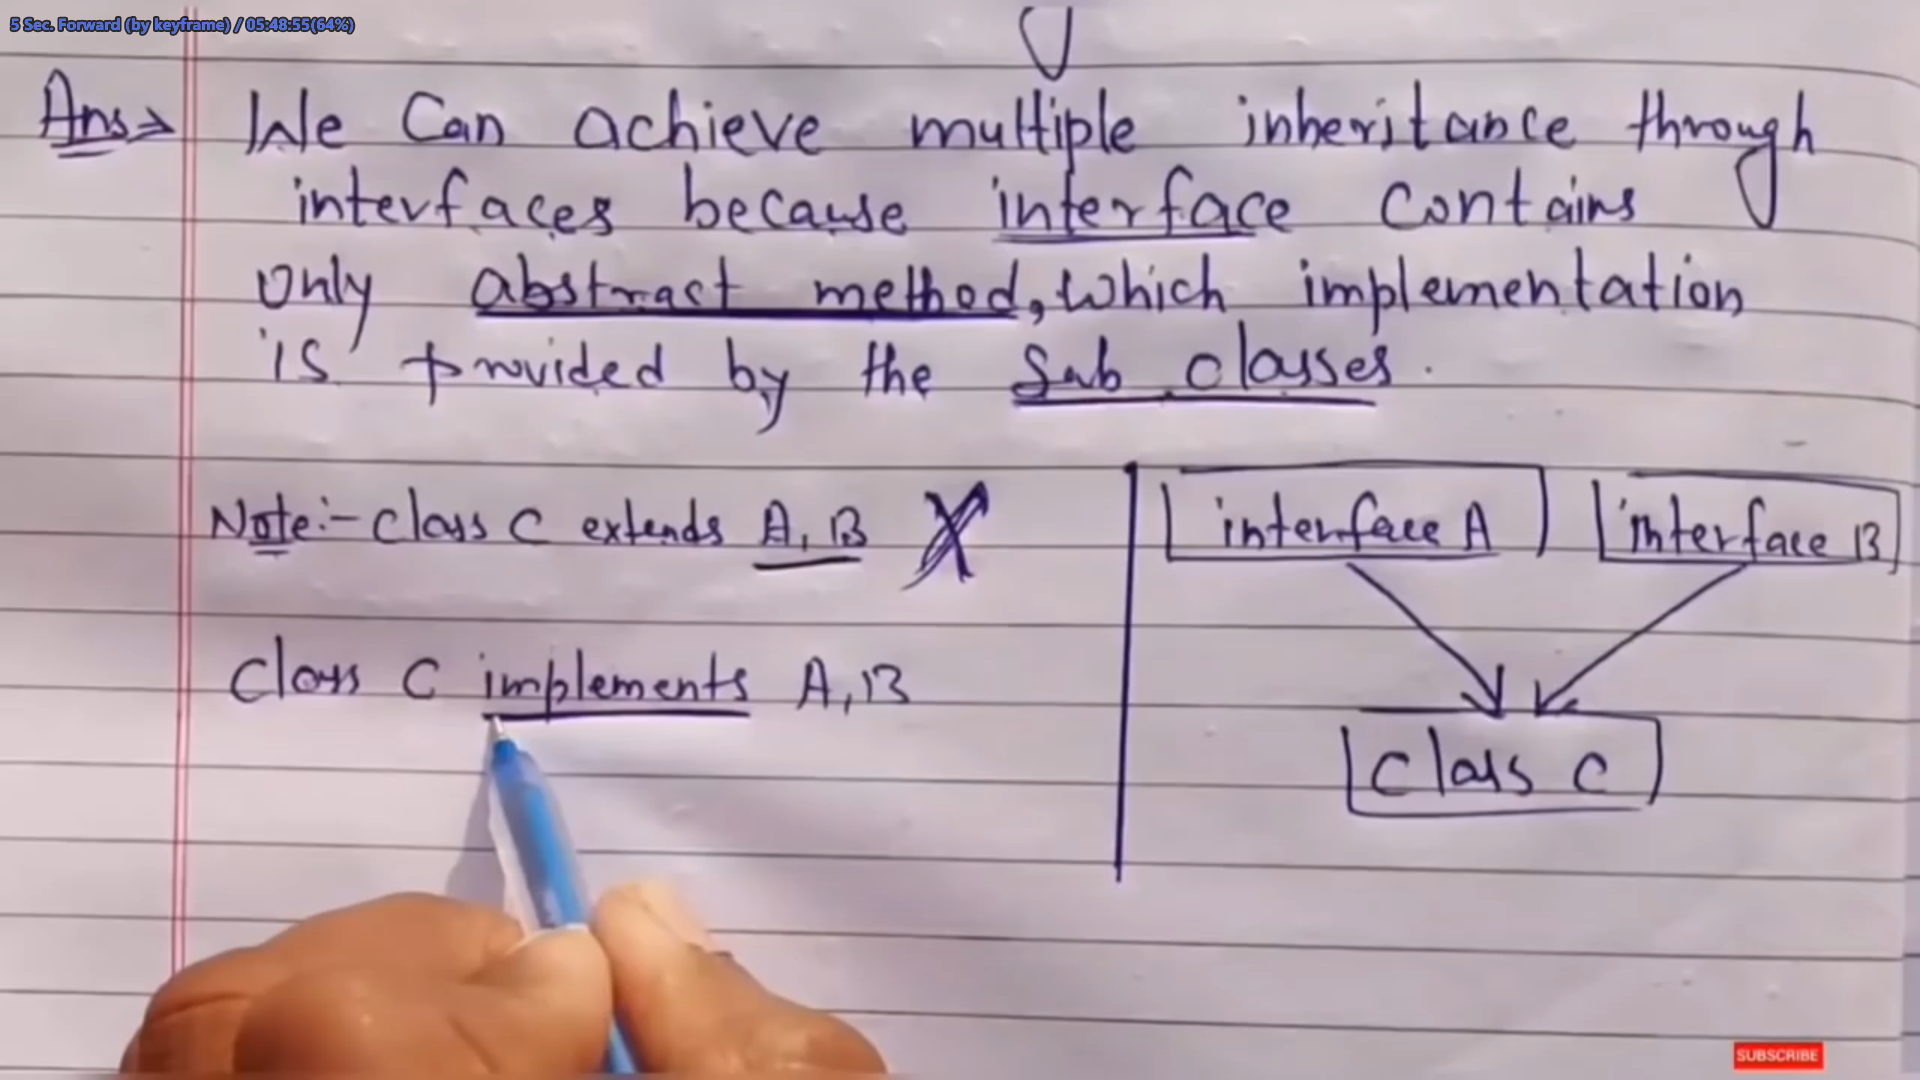 5 Sec. Forward (by keyframe) / 05:48:55(64%)
Ans⇒ We Can achieve multiple inheritance through
interfaces because interface contains
only abstract method, which implementation
is provided by the Sub classes.
Note:- Class C extends A, B X
Class C implements A, B
interface A
interface B
Class C
SUBSCRIBE